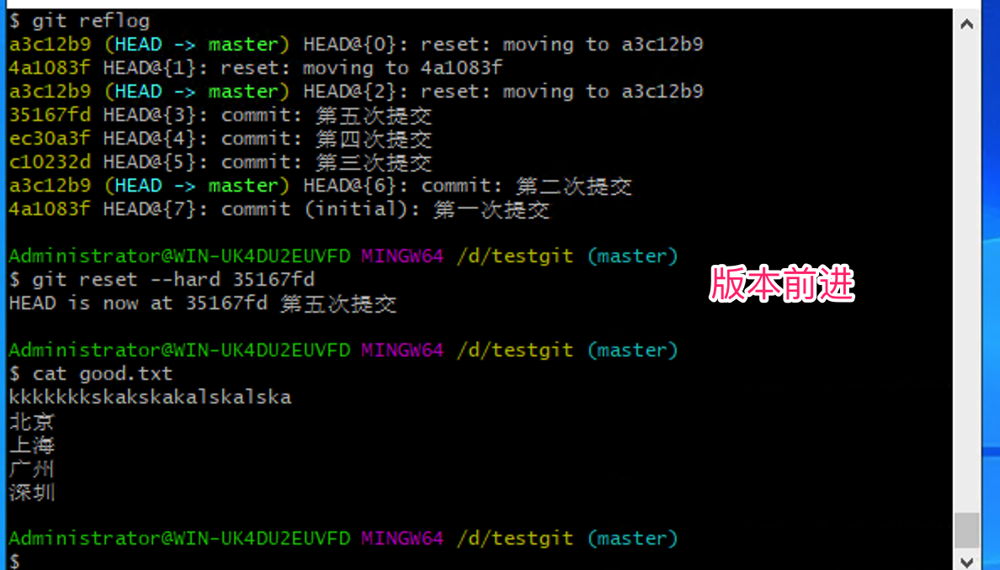 $ git reflog
a3c12b9 (HEAD -> master) HEAD@{0}: reset: moving to a3c12b9
4a1083f HEAD@{1}: reset: moving to 4a1083f
a3c12b9 (HEAD -> master) HEAD@{2}: reset: moving to a3c12b9
35167fd HEAD@{3}: commit: 第五次提交
ec30a3f HEAD@{4}: commit: 第四次提交
c10232d HEAD@{5}: commit: 第三次提交
a3c12b9 (HEAD -> master) HEAD@{6}: commit: 第二次提交
4a1083f HEAD@{7}: commit (initial): 第一次提交
Administrator@WIN-UK4DU2EUVFD MINGW64 /d/testgit (master)
$ git reset --hard 35167fd
版本前进
HEAD is now at 35167fd 第五次提交
Administrator@WIN-UK4DU2EUVFD MINGW64 /d/testgit (master)
$ cat good.txt
kkkkkkkskakskakalskalska
北京
上海
广州
深圳
Administrator@WIN-UK4DU2EUVFD MINGW64 /d/testgit (master)
$